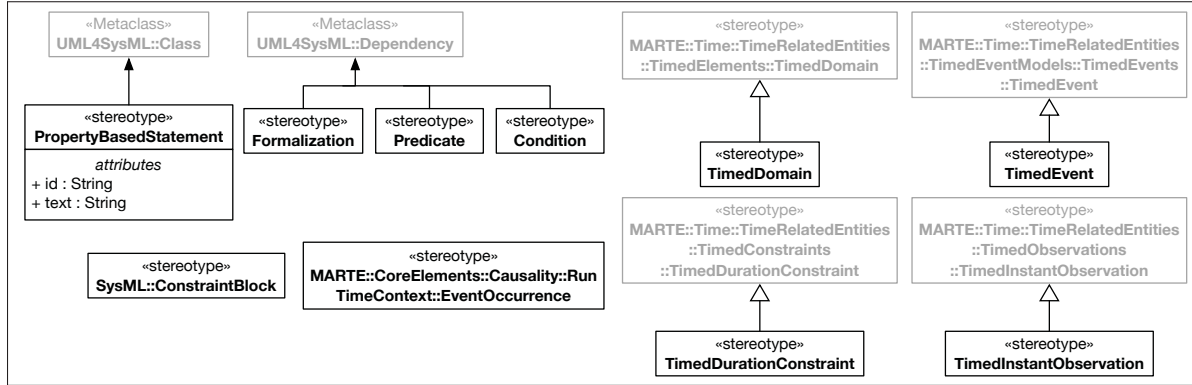 «Metaclass»
UML4SysML::Class
«Metaclass»
UML4SysML::Dependency
«stereotype»
MARTE::Time::TimeRelatedEntities
::TimedElements::TimedDomain
«stereotype»
MARTE::Time::TimeRelatedEntities
::TimedEventModels::TimedEvents
::TimedEvent
«stereotype»
PropertyBasedStatement
attributes
+ id : String
+ text : String
«stereotype»
Formalization
«stereotype»
Predicate
«stereotype»
Condition
«stereotype»
TimedDomain
«stereotype»
TimedEvent
«stereotype»
SysML::ConstraintBlock
«stereotype»
MARTE::CoreElements::Causality::Run
TimeContext::EventOccurrence
«stereotype»
MARTE::Time::TimeRelatedEntities
::TimedConstraints
::TimedDurationConstraint
«stereotype»
MARTE::Time::TimeRelatedEntities
::TimedObservations
::TimedInstantObservation
«stereotype»
TimedDurationConstraint
«stereotype»
TimedInstantObservation